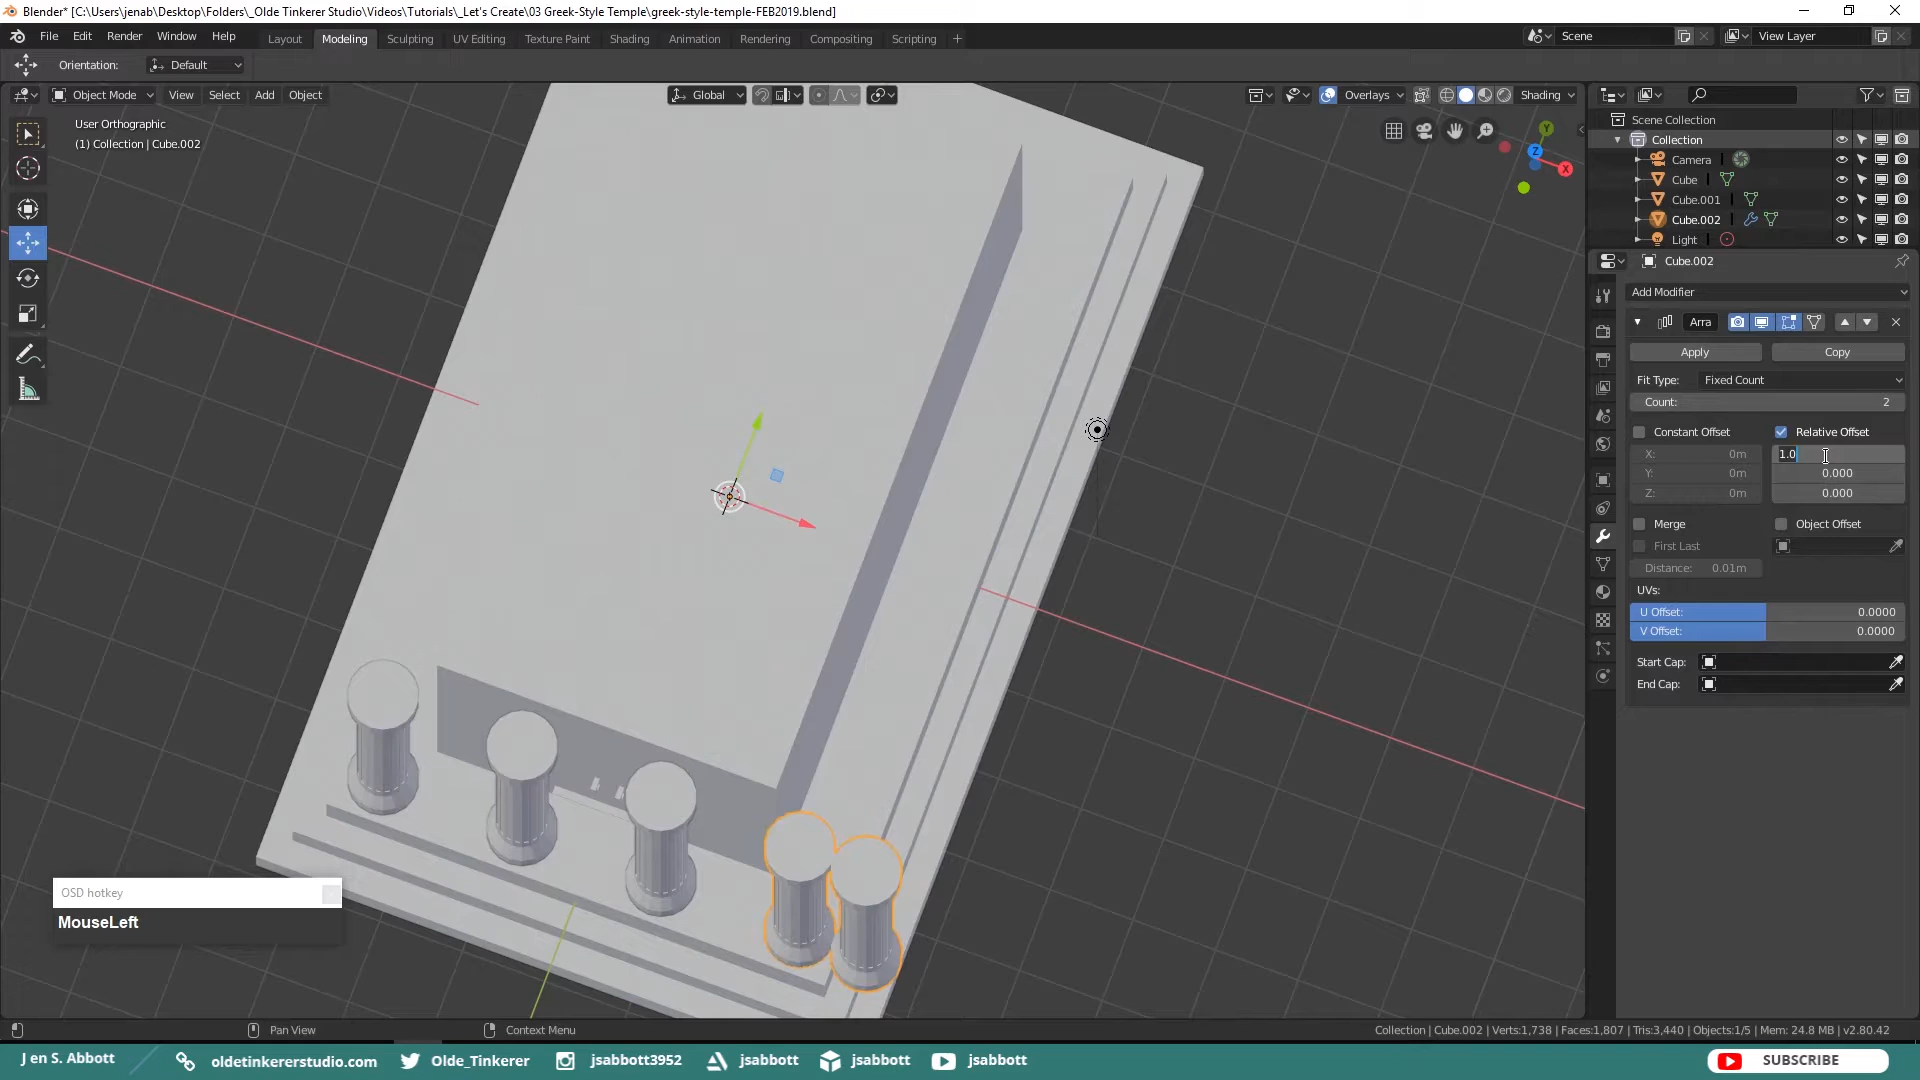 Blender* [C:\Users\jenab\Desktop\Folders\_Olde Tinkerer Studio\Videos\Tutorials\_Let's Create\03 Greek-Style Temple\greek-style-temple-FEB2019.blend]
File Edit Render Window Help Layout Modeling Sculpting UV Editing Texture Paint Shading Animation Rendering Compositing Scripting + Scene View Layer
Orientation: Default
Object Mode View Select Add Object Global Overlays Shading
User Orthographic
(1) Collection | Cube.002
Y
Z
X
Scene Collection
Collection
Camera
Cube
Cube.001
Cube.002
Light
Cube.002
Add Modifier
Arra
Apply Copy
Fit Type: Fixed Count
Count: 2
Constant Offset Relative Offset
X: 0m 1.0
Y: 0m 0.000
Z: 0m 0.000
Merge Object Offset
First Last
Distance: 0.01m
UVs:
U Offset: 0.0000
V Offset: 0.0000
Start Cap:
End Cap:
OSD hotkey
MouseLeft
Pan View Context Menu Collection | Cube.002 | Verts:1,738 | Faces:1,807 | Tris:3,440 | Objects:1/5 | Mem: 24.8 MB | v2.80.42
J en S. Abbott oldetinkererstudio.com Olde_Tinkerer jsabbott3952 jsabbott jsabbott jsabbott SUBSCRIBE